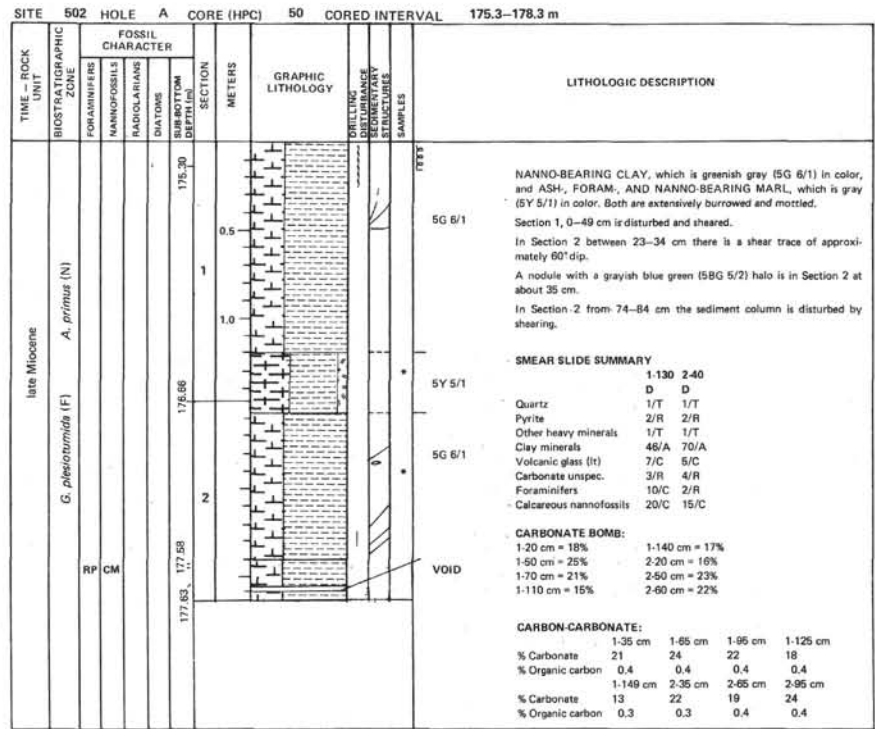 SITE 502 HOLE A CORE (HPC) 50 CORED INTERVAL 175.3–178.3 m
TIME – ROCK UNIT
BIOSTRATIGRAPHIC ZONE
FOSSIL CHARACTER
FORAMINIFERS
NANNOFOSSILS
RADIOLARIANS
DIATOMS
SUB-BOTTOM DEPTH (m)
SECTION
METERS
GRAPHIC LITHOLOGY
DRILLING DISTURBANCE
SEDIMENTARY STRUCTURES
SAMPLES
LITHOLOGIC DESCRIPTION
late Miocene
G. plesiotumida (F) A. primus (N)
RP CM
175.30
176.66
177.58
177.63
1
2
0.5
1.0
5G 6/1
5Y 5/1
5G 6/1
VOID
*
*
NANNO-BEARING CLAY, which is greenish gray (5G 6/1) in color,
and ASH-, FORAM-, AND NANNO-BEARING MARL, which is gray
(5Y 5/1) in color. Both are extensively burrowed and mottled.
Section 1, 0–49 cm is disturbed and sheared.
In Section 2 between 23–34 cm there is a shear trace of approxi-
mately 60° dip.
A nodule with a grayish blue green (5BG 5/2) halo is in Section 2 at
about 35 cm.
In Section 2 from 74–84 cm the sediment column is disturbed by
shearing.
SMEAR SLIDE SUMMARY
1-130 2-40
D D
Quartz 1/T 1/T
Pyrite 2/R 2/R
Other heavy minerals 1/T 1/T
Clay minerals 46/A 70/A
Volcanic glass (lt) 7/C 5/C
Carbonate unspec. 3/R 4/R
Foraminifers 10/C 2/R
Calcareous nannofossils 20/C 15/C
CARBONATE BOMB:
1-20 cm = 18% 1-140 cm = 17%
1-50 cm = 25% 2-20 cm = 16%
1-70 cm = 21% 2-50 cm = 23%
1-110 cm = 15% 2-60 cm = 22%
CARBON-CARBONATE:
1-35 cm 1-65 cm 1-95 cm 1-125 cm
% Carbonate 21 24 22 18
% Organic carbon 0.4 0.4 0.4 0.4
1-149 cm 2-35 cm 2-65 cm 2-95 cm
% Carbonate 13 22 19 24
% Organic carbon 0.3 0.3 0.4 0.4